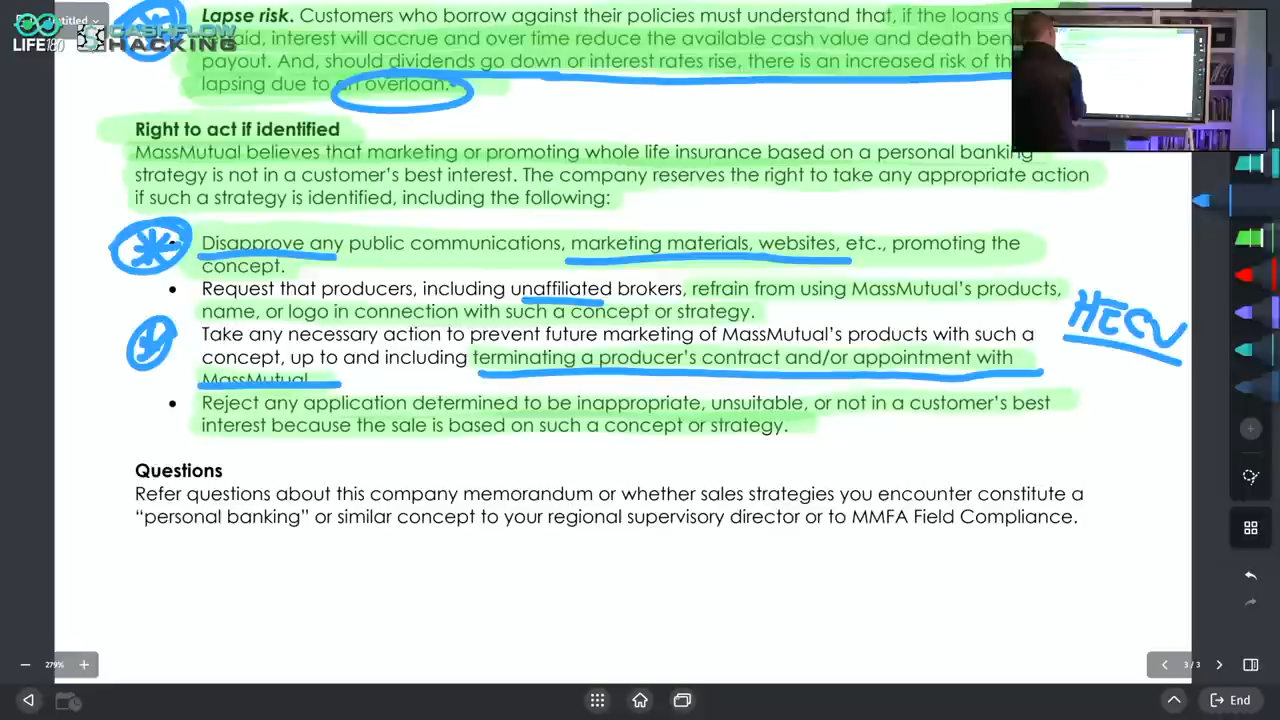 Untitled
LIFE180
CASHFLOW
HACKING
Lapse risk. Customers who borrow against their policies must understand that, if the loans
interest will accrue and over time reduce the available cash value and death
payout. And, should dividends go down or interest rates rise, there is an increased risk of
lapsing due to an overloan.
Right to act if identified
MassMutual believes that marketing or promoting whole life insurance based on a personal banking
strategy is not in a customer's best interest. The company reserves the right to take any appropriate action
if such a strategy is identified, including the following:
• Disapprove any public communications, marketing materials, websites, etc., promoting the
concept.
• Request that producers, including unaffiliated brokers, refrain from using MassMutual's products,
name, or logo in connection with such a concept or strategy.
HECV
Take any necessary action to prevent future marketing of MassMutual's products with such a
concept, up to and including terminating a producer's contract and/or appointment with
MassMutual
• Reject any application determined to be inappropriate, unsuitable, or not in a customer's best
interest because the sale is based on such a concept or strategy.
Questions
Refer questions about this company memorandum or whether sales strategies you encounter constitute a
“personal banking” or similar concept to your regional supervisory director or to MMFA Field Compliance.
279%
3/3
End